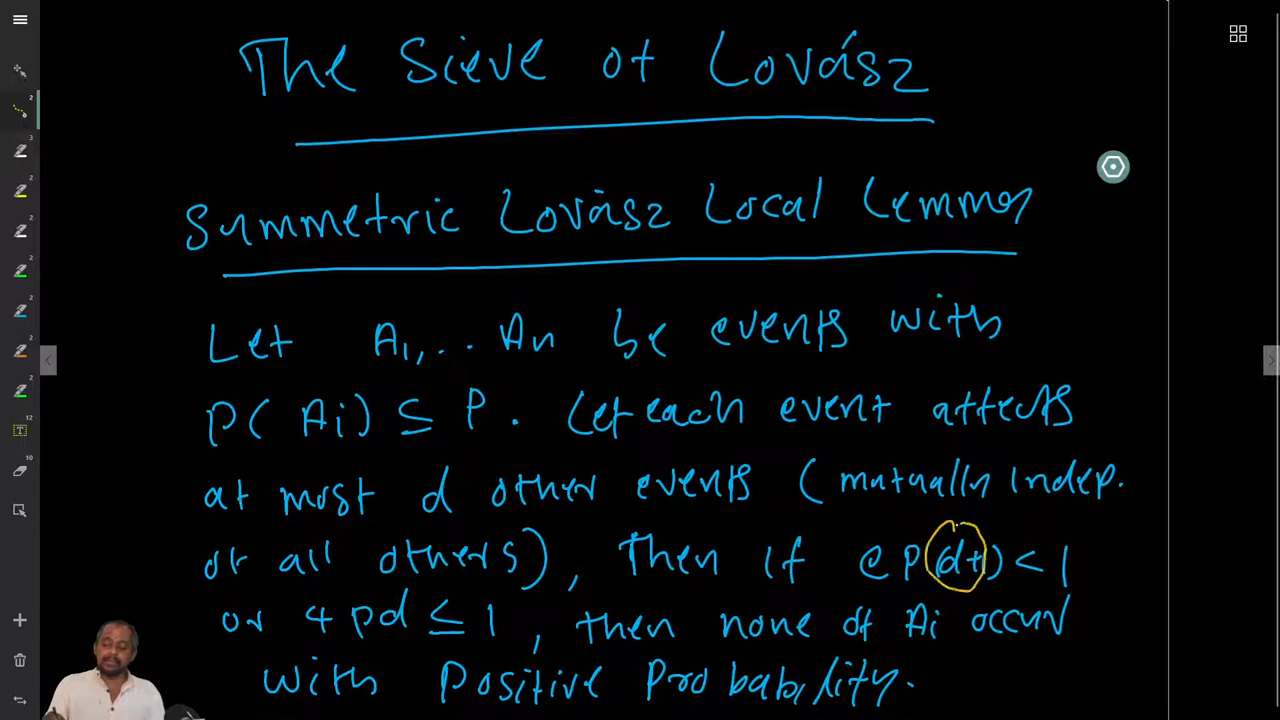 The Sieve of Lovász
Symmetric Lovász Local Lemma
Let A1,... An be events with
P(Ai) ≤ P. Let each event affects
at most d other events (mutually indep.
of all others), Then if e P(d+1) < 1
or 4pd ≤ 1, then none of Ai occur
with Positive Probability.